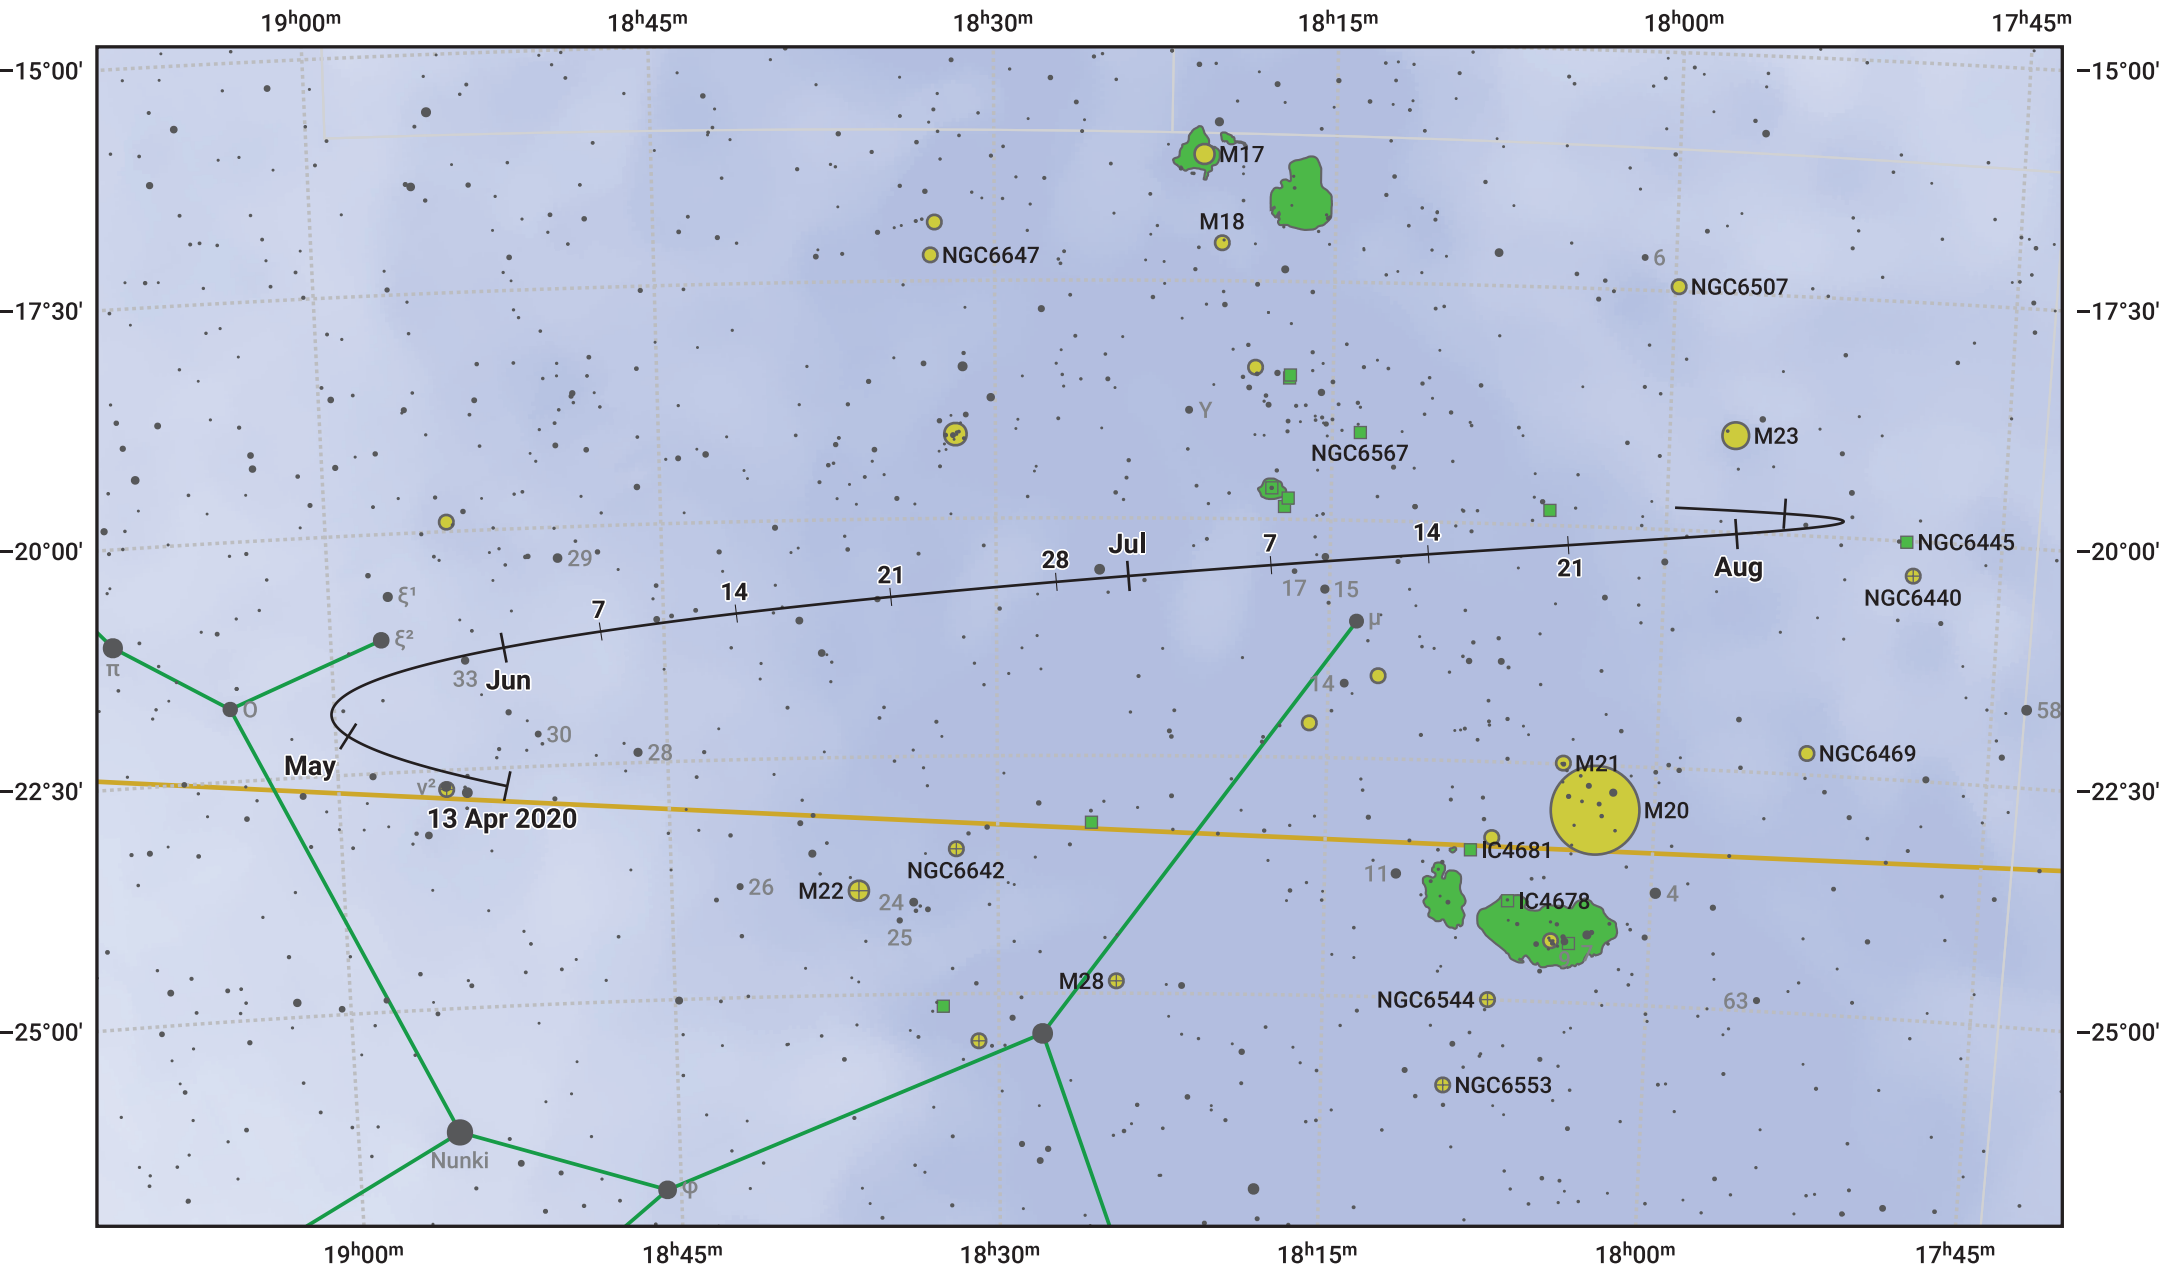 19ʰ00ᵐ 18ʰ45ᵐ 18ʰ30ᵐ 18ʰ15ᵐ 18ʰ00ᵐ 17ʰ45ᵐ
−15°00' −15°00'
M17
M18
NGC6647
6
NGC6507
−17°30' −17°30'
Y
M23
NGC6567
14
−20°00' Jul 7 NGC6445
29 28 21 Aug
21
14 17 15 NGC6440
ξ¹ 7
μ
ξ²
π
33 Jun 14
ο 58
30
28 NGC6469
May M21
ν² −22°30' −22°30'
13 Apr 2020 M20
IC4681
NGC6642
M22 26 24 11 4
IC4678
25
9 7
M28
NGC6544 63
−25°00' −25°00'
NGC6553
Nunki
φ
19ʰ00ᵐ 18ʰ45ᵐ 18ʰ30ᵐ 18ʰ15ᵐ 18ʰ00ᵐ 17ʰ45ᵐ